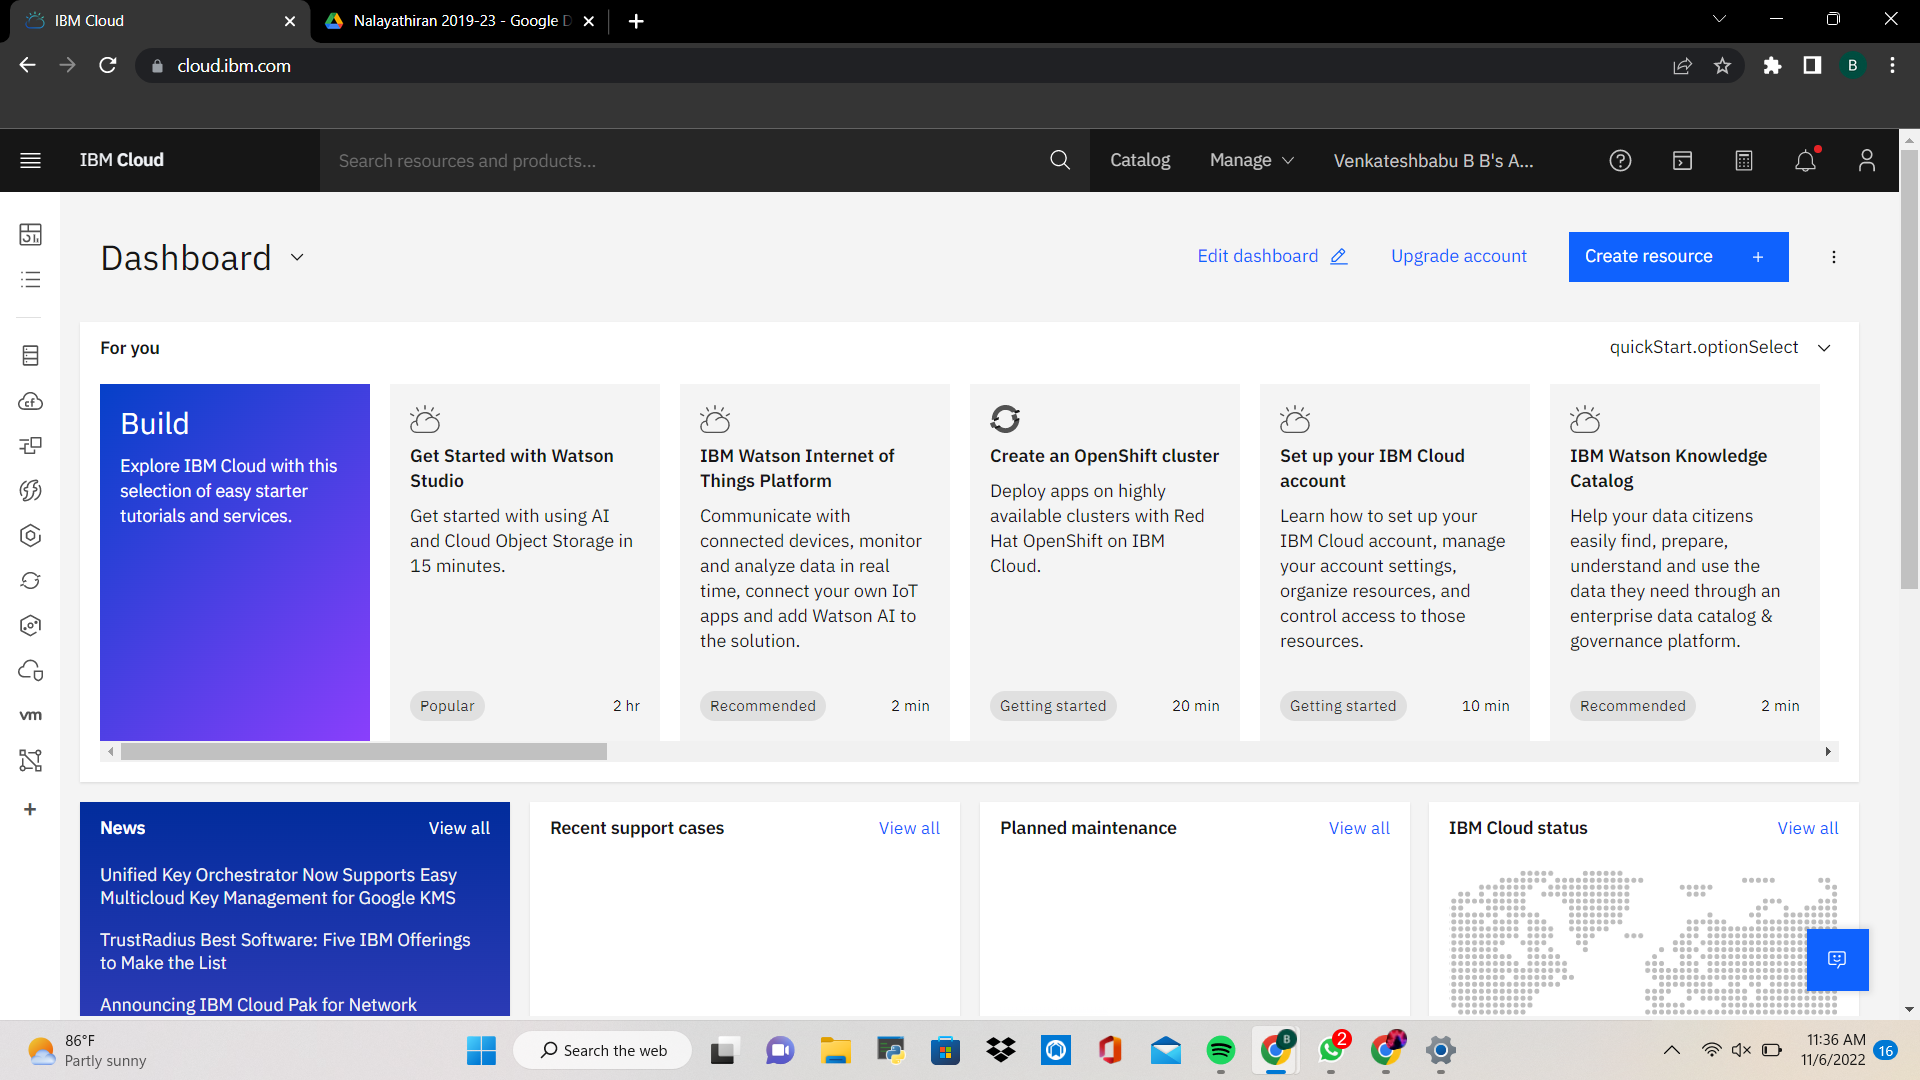 IBM Cloud
Nalayathiran 2019-23 - Google D
cloud.ibm.com
B
IBM Cloud
Search resources and products...
Catalog
Manage
Venkateshbabu B B's A...
Dashboard
Edit dashboard
Upgrade account
Create resource +
For you
quickStart.optionSelect
Build
Explore IBM Cloud with this
selection of easy starter
tutorials and services.
Get Started with Watson
Studio
Get started with using AI
and Cloud Object Storage in
15 minutes.
Popular
2 hr
IBM Watson Internet of
Things Platform
Communicate with
connected devices, monitor
and analyze data in real
time, connect your own IoT
apps and add Watson AI to
the solution.
Recommended
2 min
Create an OpenShift cluster
Deploy apps on highly
available clusters with Red
Hat OpenShift on IBM
Cloud.
Getting started
20 min
Set up your IBM Cloud
account
Learn how to set up your
IBM Cloud account, manage
your account settings,
organize resources, and
control access to those
resources.
Getting started
10 min
IBM Watson Knowledge
Catalog
Help your data citizens
easily find, prepare,
understand and use the
data they need through an
enterprise data catalog &
governance platform.
Recommended
2 min
cf
vm
News
View all
Unified Key Orchestrator Now Supports Easy
Multicloud Key Management for Google KMS
TrustRadius Best Software: Five IBM Offerings
to Make the List
Announcing IBM Cloud Pak for Network
Recent support cases
View all
Planned maintenance
View all
IBM Cloud status
View all
86°F
Partly sunny
Search the web
B
2
11:36 AM
11/6/2022
16